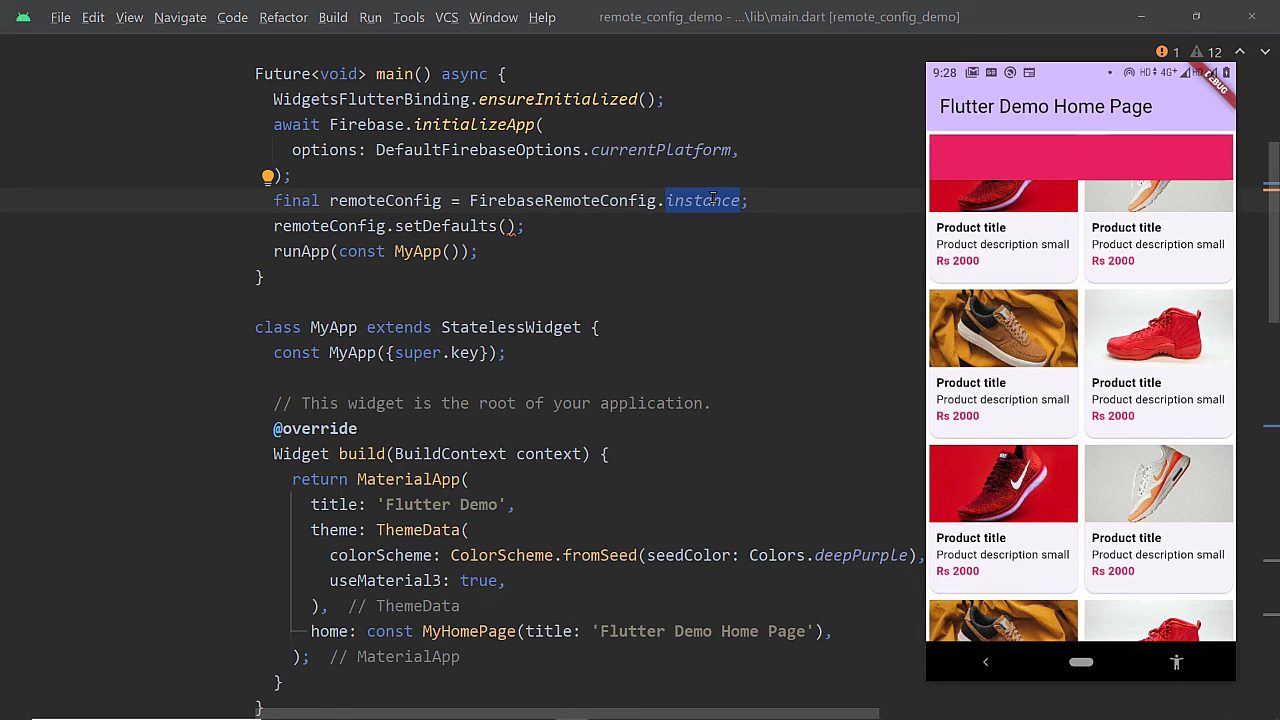 File Edit View Navigate Code Refactor Build Run Tools VCS Window Help remote_config_demo - ...\lib\main.dart [remote_config_demo]
1 12
Future<void> main() async {
WidgetsFlutterBinding.ensureInitialized();
await Firebase.initializeApp(
options: DefaultFirebaseOptions.currentPlatform,
);
final remoteConfig = FirebaseRemoteConfig.instance;
remoteConfig.setDefaults();
runApp(const MyApp());
}
class MyApp extends StatelessWidget {
const MyApp({super.key});
// This widget is the root of your application.
@override
Widget build(BuildContext context) {
return MaterialApp(
title: 'Flutter Demo',
theme: ThemeData(
colorScheme: ColorScheme.fromSeed(seedColor: Colors.deepPurple),
useMaterial3: true,
), // ThemeData
home: const MyHomePage(title: 'Flutter Demo Home Page'),
); // MaterialApp
}
}
9:28 HD 4G+ HD
DEBUG
Flutter Demo Home Page
Product title Product title
Product description small Product description small
Rs 2000 Rs 2000
Product title Product title
Product description small Product description small
Rs 2000 Rs 2000
Product title Product title
Product description small Product description small
Rs 2000 Rs 2000